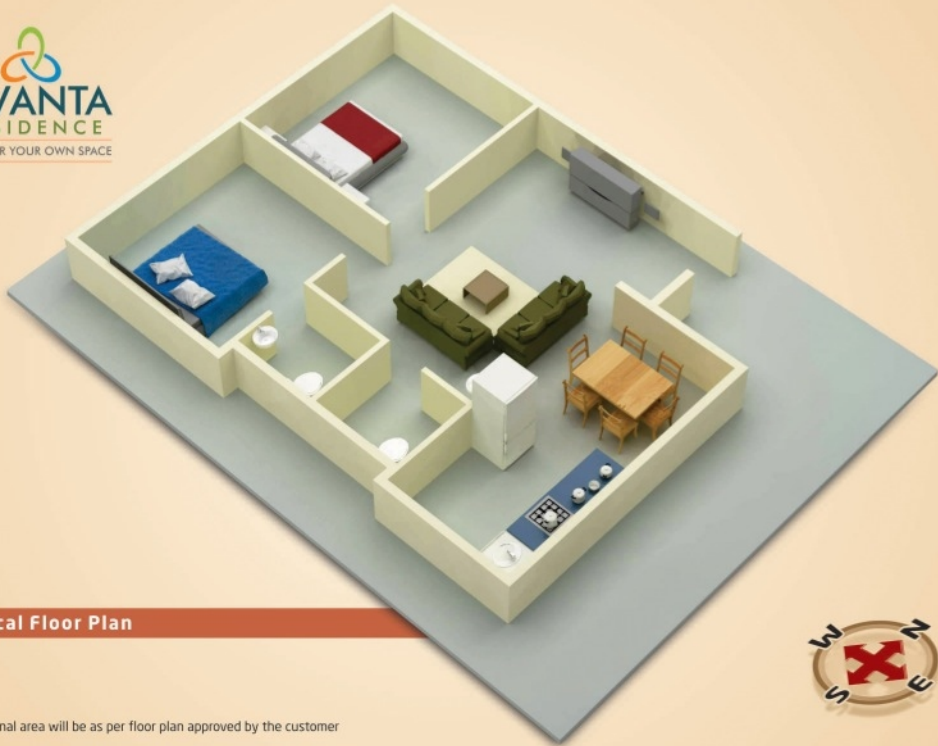 VANTA
IDENCE
R YOUR OWN SPACE
cal Floor Plan
nal area will be as per floor plan approved by the customer
W N
S E